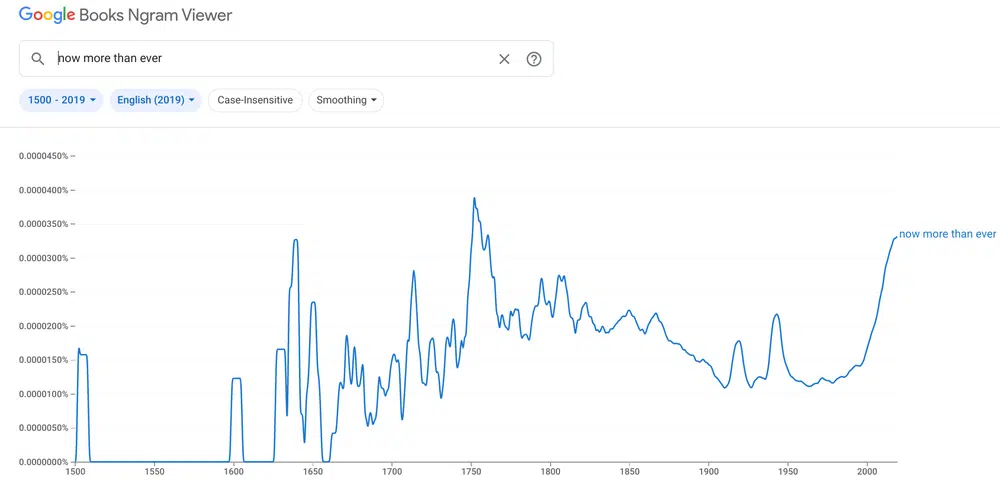 Google Books Ngram Viewer
now more than ever
1500 - 2019 English (2019) Case-Insensitive Smoothing
0.0000450%
0.0000400%
0.0000350%
0.0000300%
0.0000250%
0.0000200%
0.0000150%
0.0000100%
0.0000050%
0.0000000%
now more than ever
1500 1550 1600 1650 1700 1750 1800 1850 1900 1950 2000